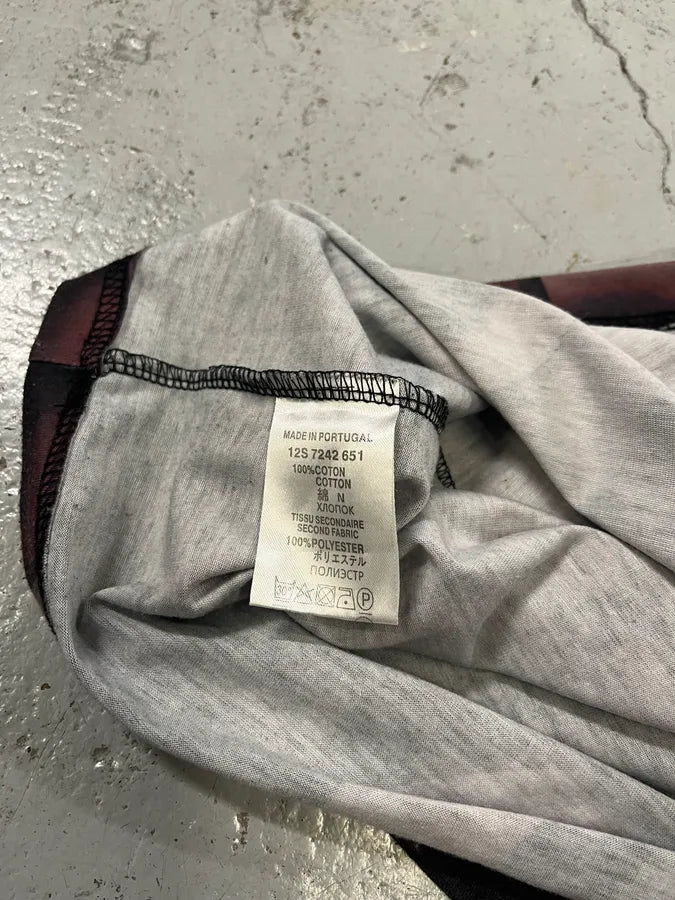 MADE IN PORTUGAL
12S 7242 651
100%COTON
COTTON
綿 N
ХЛОПОК
TISSU SECONDAIRE
SECOND FABRIC
100%POLYESTER
ポリエステル
ПОЛИЭСТР
30° P